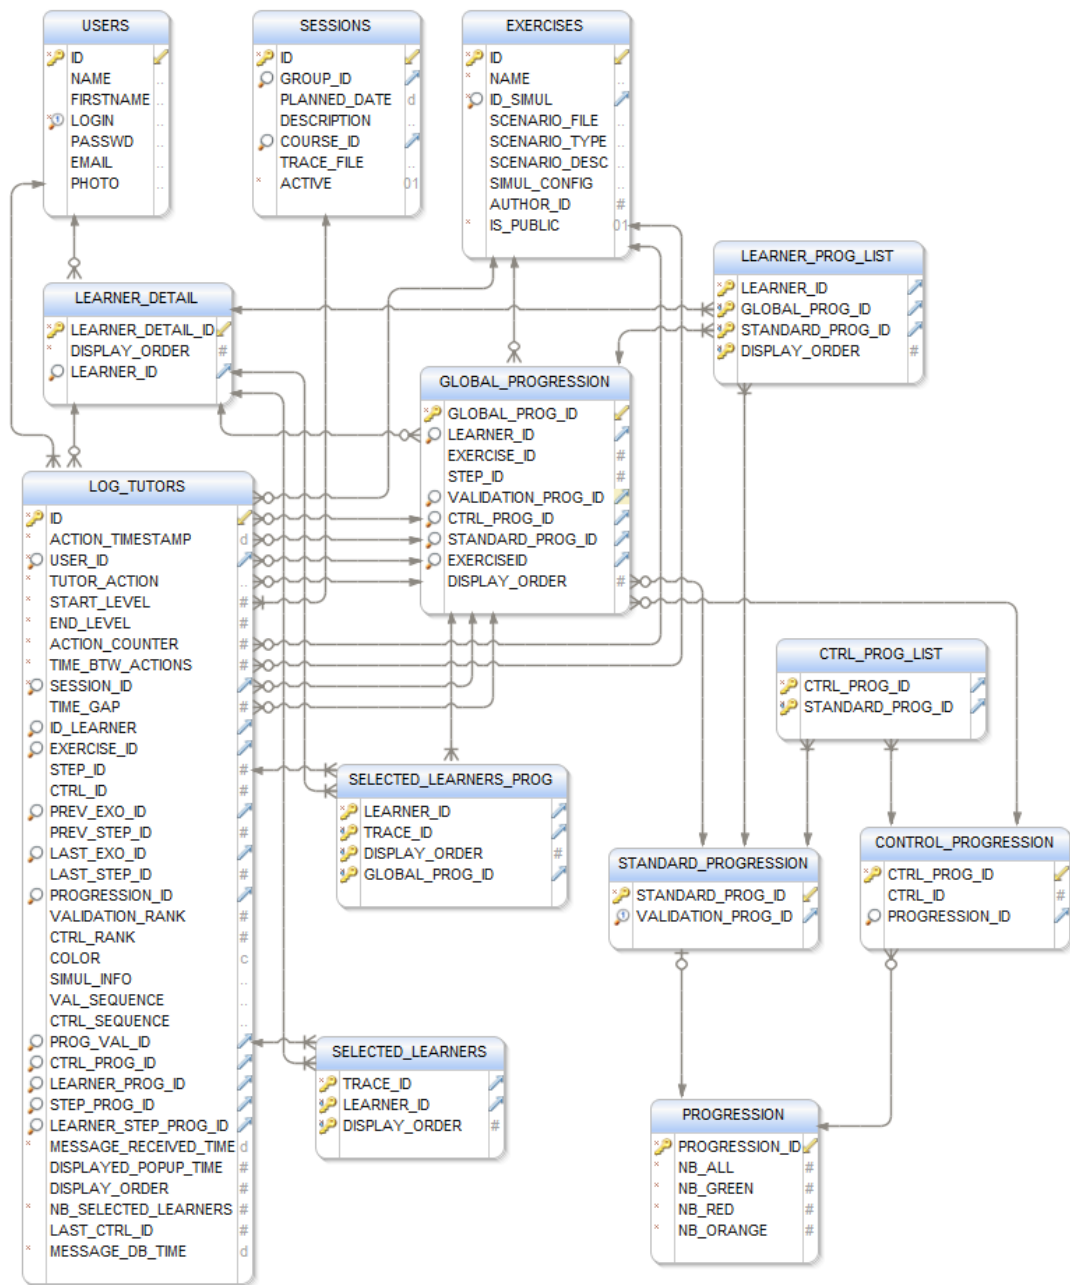 USERS
ID
NAME
FIRSTNAME
LOGIN
PASSWD
EMAIL
PHOTO
SESSIONS
ID
GROUP_ID
PLANNED_DATE d
DESCRIPTION
COURSE_ID
TRACE_FILE
ACTIVE 01
EXERCISES
ID
NAME
ID_SIMUL
SCENARIO_FILE
SCENARIO_TYPE
SCENARIO_DESC
SIMUL_CONFIG
AUTHOR_ID #
IS_PUBLIC 01
LEARNER_PROG_LIST
LEARNER_ID
GLOBAL_PROG_ID
STANDARD_PROG_ID
DISPLAY_ORDER #
LEARNER_DETAIL
LEARNER_DETAIL_ID
DISPLAY_ORDER #
LEARNER_ID
GLOBAL_PROGRESSION
GLOBAL_PROG_ID
LEARNER_ID
EXERCISE_ID #
STEP_ID #
VALIDATION_PROG_ID
CTRL_PROG_ID
STANDARD_PROG_ID
EXERCISEID
DISPLAY_ORDER #
LOG_TUTORS
ID
ACTION_TIMESTAMP d
USER_ID
TUTOR_ACTION
START_LEVEL #
END_LEVEL #
ACTION_COUNTER #
TIME_BTW_ACTIONS #
SESSION_ID
TIME_GAP #
ID_LEARNER
EXERCISE_ID
STEP_ID #
CTRL_ID #
PREV_EXO_ID
PREV_STEP_ID #
LAST_EXO_ID
LAST_STEP_ID #
PROGRESSION_ID
VALIDATION_RANK #
CTRL_RANK #
COLOR c
SIMUL_INFO
VAL_SEQUENCE
CTRL_SEQUENCE
PROG_VAL_ID
CTRL_PROG_ID
LEARNER_PROG_ID
STEP_PROG_ID
LEARNER_STEP_PROG_ID
MESSAGE_RECEIVED_TIME d
DISPLAYED_POPUP_TIME #
DISPLAY_ORDER #
NB_SELECTED_LEARNERS #
LAST_CTRL_ID #
MESSAGE_DB_TIME d
CTRL_PROG_LIST
CTRL_PROG_ID
STANDARD_PROG_ID
SELECTED_LEARNERS_PROG
LEARNER_ID
TRACE_ID
DISPLAY_ORDER #
GLOBAL_PROG_ID
STANDARD_PROGRESSION
STANDARD_PROG_ID
VALIDATION_PROG_ID
CONTROL_PROGRESSION
CTRL_PROG_ID
CTRL_ID #
PROGRESSION_ID
SELECTED_LEARNERS
TRACE_ID
LEARNER_ID
DISPLAY_ORDER #
PROGRESSION
PROGRESSION_ID
NB_ALL #
NB_GREEN #
NB_RED #
NB_ORANGE #